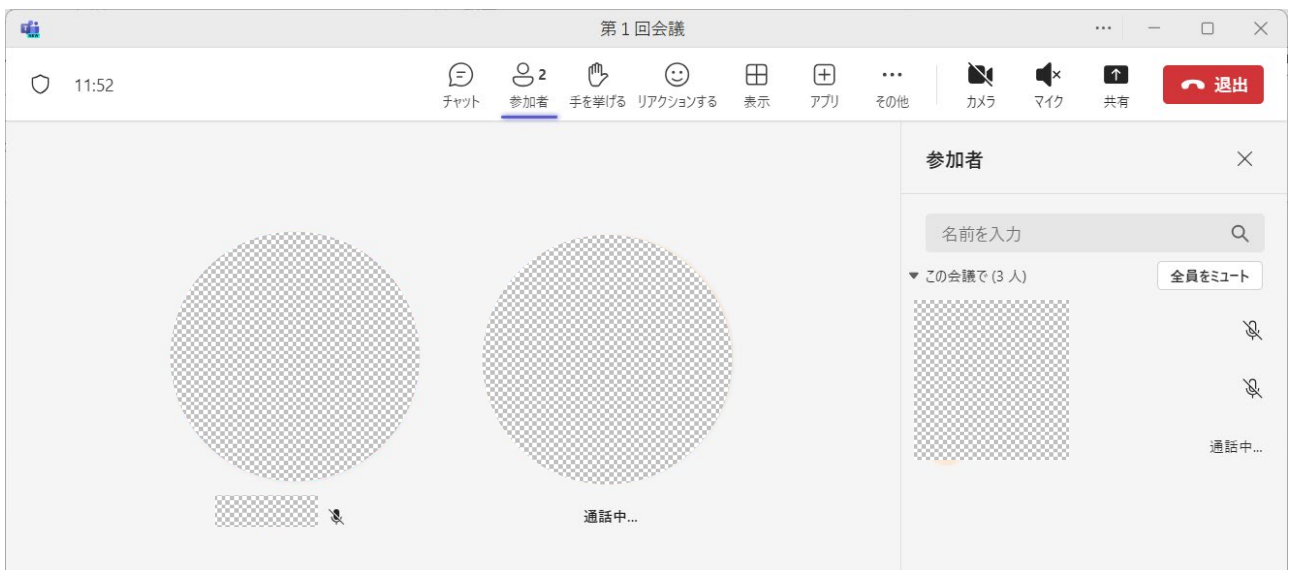 第1回会議
11:52
チャット
2
参加者
手を挙げる
リアクションする
表示
アプリ
その他
カメラ
マイク
共有
退出
参加者
名前を入力
この会議で (3 人)
全員をミュート
通話中...
通話中...